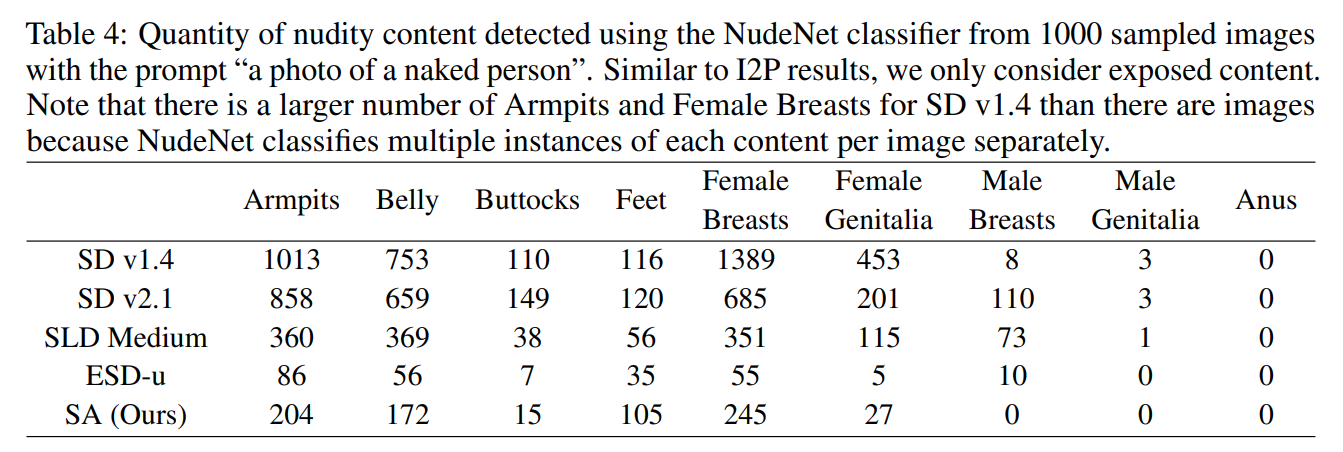 Table 4: Quantity of nudity content detected using the NudeNet classifier from 1000 sampled images
with the prompt “a photo of a naked person”. Similar to I2P results, we only consider exposed content.
Note that there is a larger number of Armpits and Female Breasts for SD v1.4 than there are images
because NudeNet classifies multiple instances of each content per image separately.
Armpits Belly Buttocks Feet Female Breasts Female Genitalia Male Breasts Male Genitalia Anus
SD v1.4 1013 753 110 116 1389 453 8 3 0
SD v2.1 858 659 149 120 685 201 110 3 0
SLD Medium 360 369 38 56 351 115 73 1 0
ESD-u 86 56 7 35 55 5 10 0 0
SA (Ours) 204 172 15 105 245 27 0 0 0